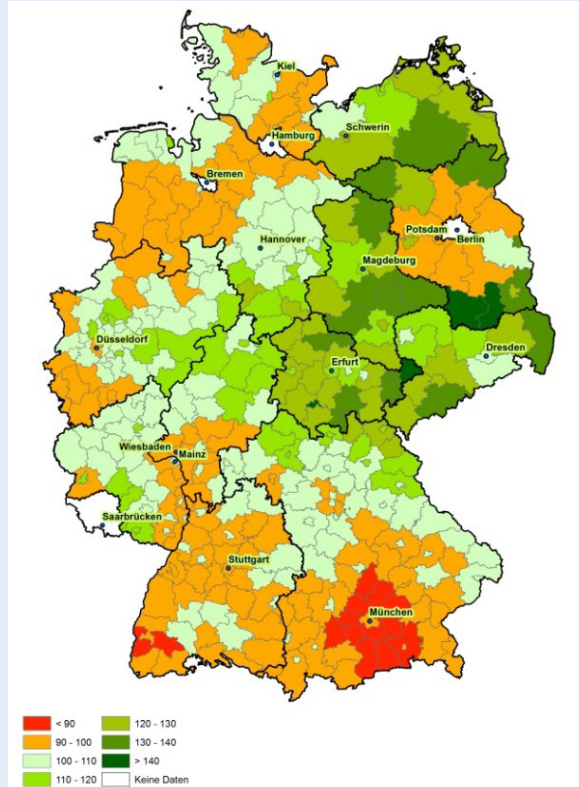 Kiel
Hamburg
Schwerin
Bremen
Hannover
Potsdam
Berlin
Magdeburg
Düsseldorf
Erfurt
Dresden
Wiesbaden
Mainz
Saarbrücken
Stuttgart
München
< 90
90 - 100
100 - 110
110 - 120
120 - 130
130 - 140
> 140
Keine Daten